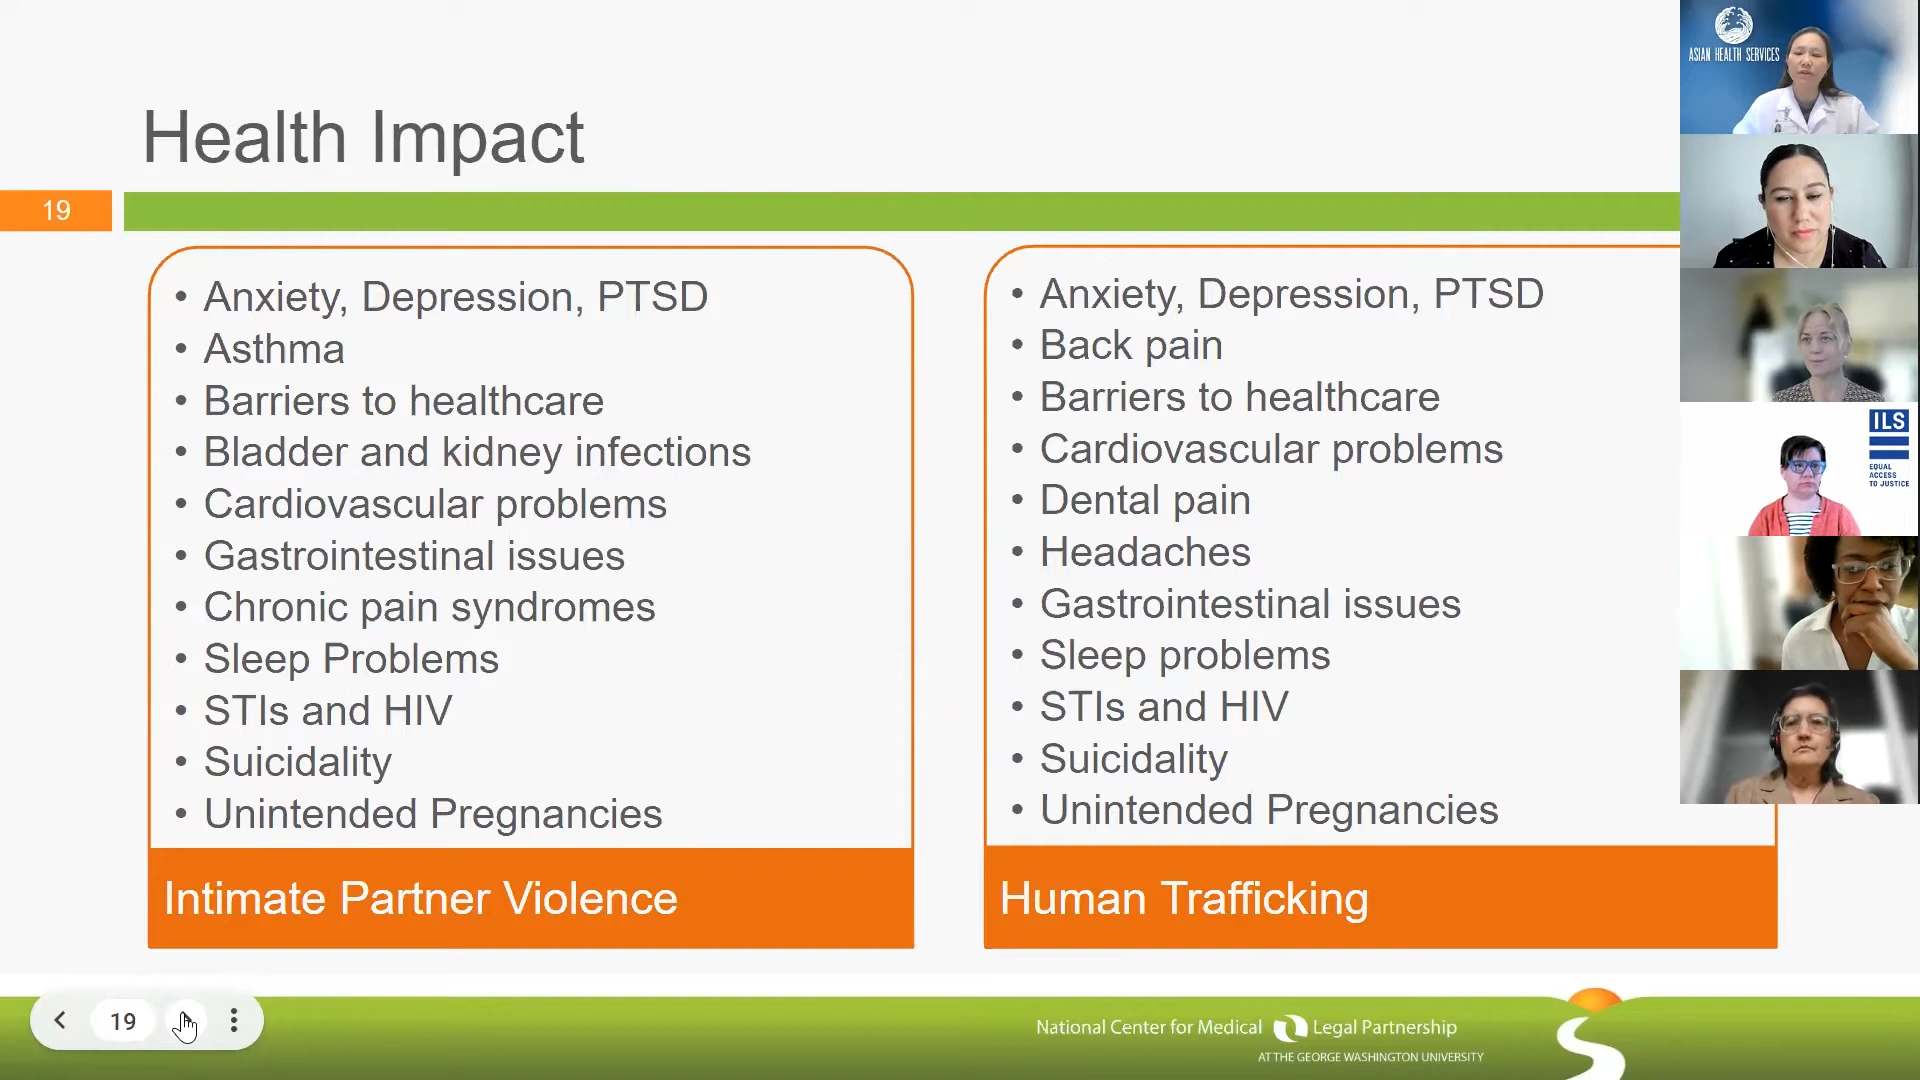 Health Impact
19
• Anxiety, Depression, PTSD
• Asthma
• Barriers to healthcare
• Bladder and kidney infections
• Cardiovascular problems
• Gastrointestinal issues
• Chronic pain syndromes
• Sleep Problems
• STIs and HIV
• Suicidality
• Unintended Pregnancies
Intimate Partner Violence
• Anxiety, Depression, PTSD
• Back pain
• Barriers to healthcare
• Cardiovascular problems
• Dental pain
• Headaches
• Gastrointestinal issues
• Sleep problems
• STIs and HIV
• Suicidality
• Unintended Pregnancies
Human Trafficking
ASIAN HEALTH SERVICES
ILS
EQUAL
ACCESS
TO JUSTICE
19
National Center for Medical Legal Partnership
AT THE GEORGE WASHINGTON UNIVERSITY